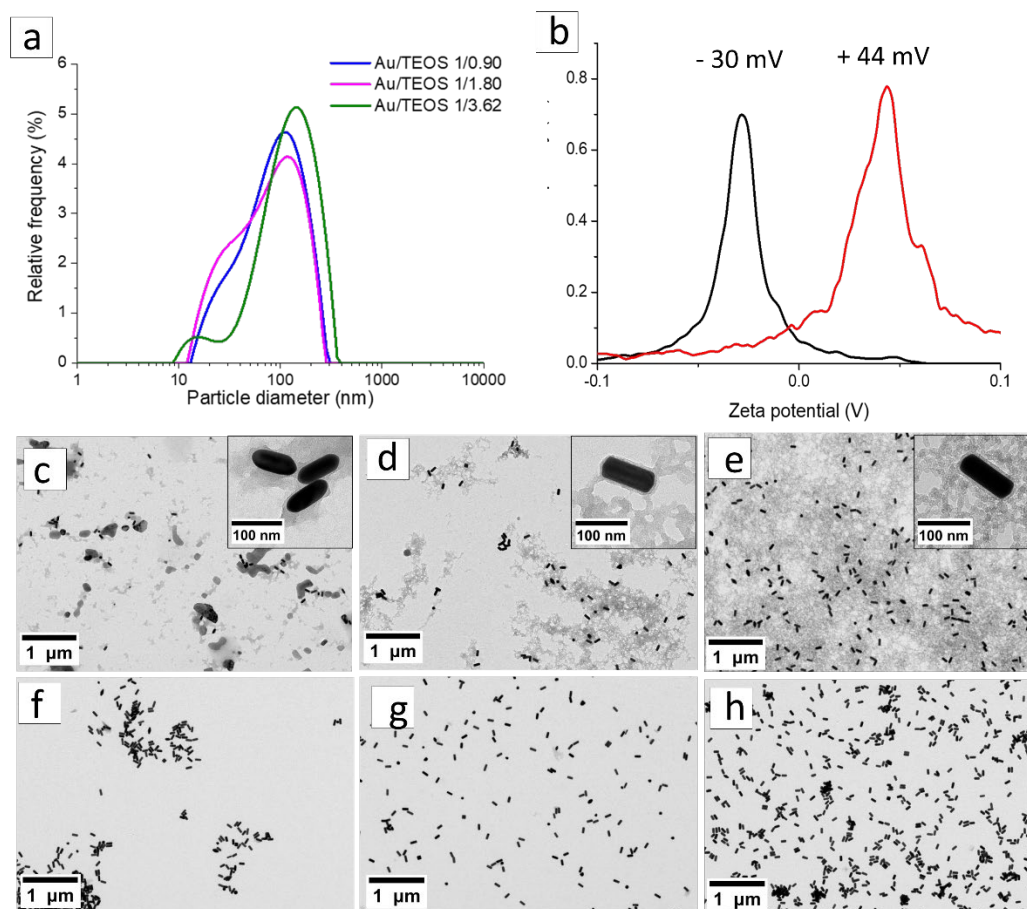 a
6
5
4
3
2
1
0
Relative frequency (%)
Au/TEOS 1/0.90
Au/TEOS 1/1.80
Au/TEOS 1/3.62
1
10
100
1000
10000
Particle diameter (nm)
b
- 30 mV
+ 44 mV
0.8
0.6
0.4
0.2
0.0
-0.1
0.0
0.1
Zeta potential (V)
c
100 nm
1 µm
d
100 nm
1 µm
e
100 nm
1 µm
f
1 µm
g
1 µm
h
1 µm